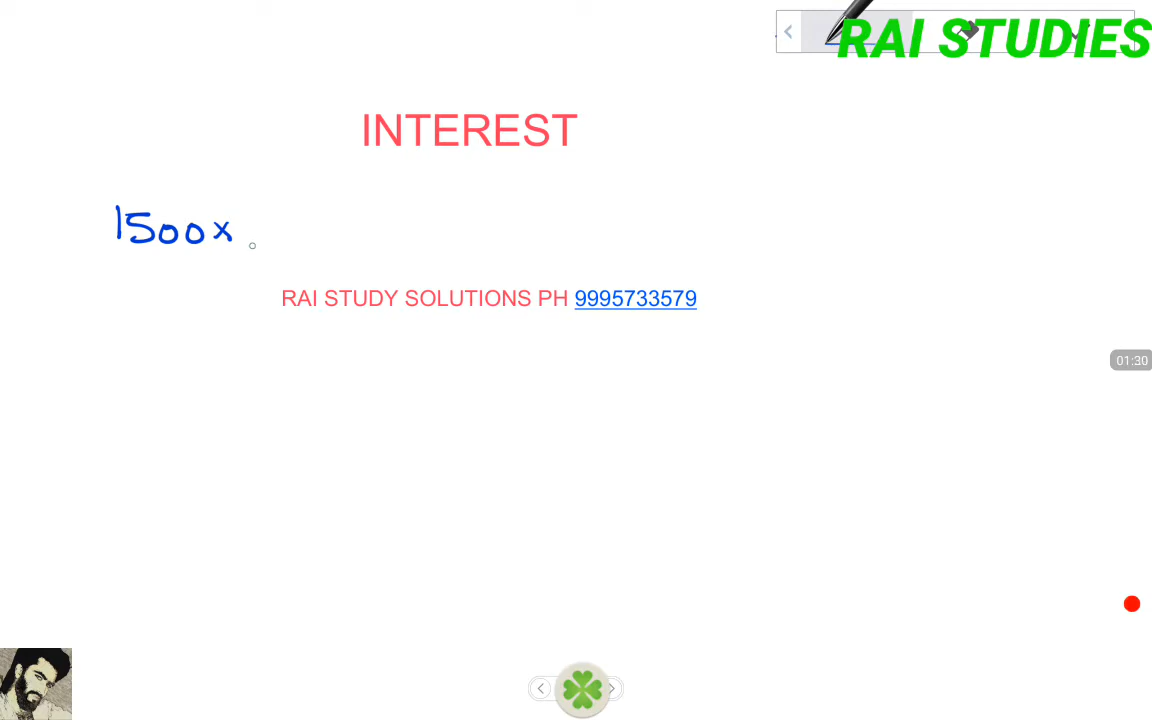 RAI STUDIES
INTEREST
1500x
RAI STUDY SOLUTIONS PH 9995733579
01:30